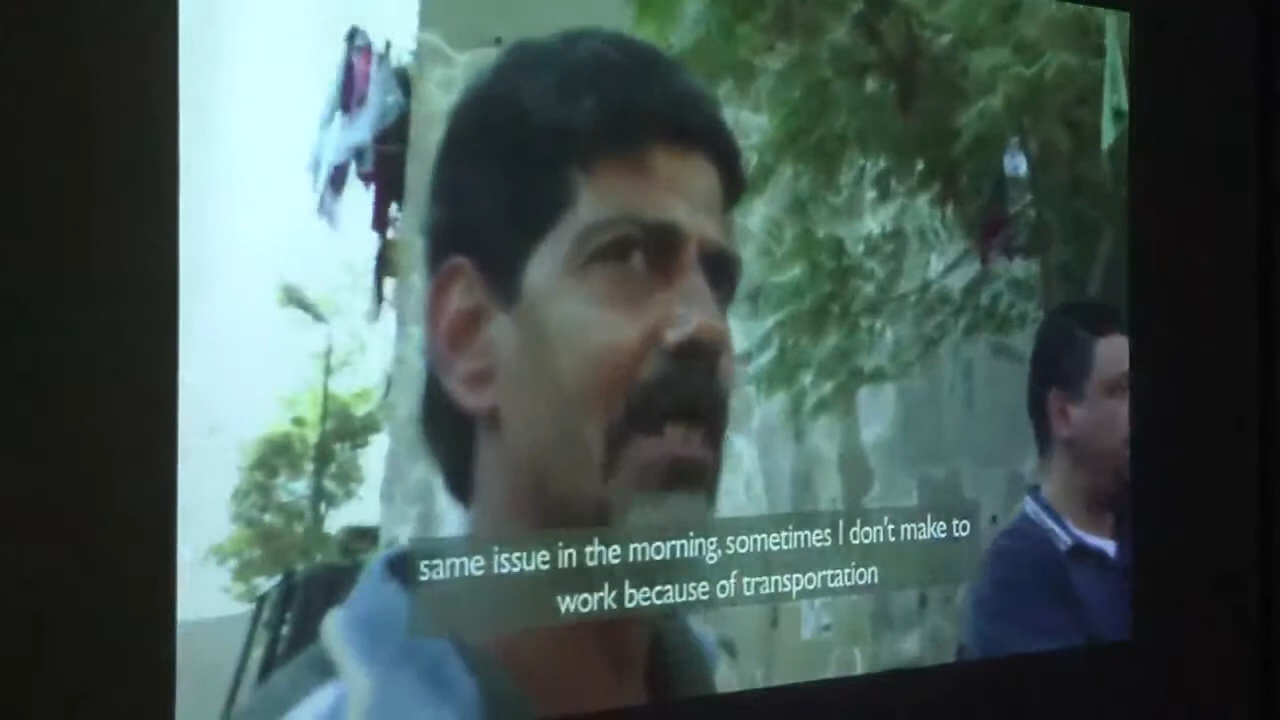 same issue in the morning, sometimes I don't make to
work because of transportation